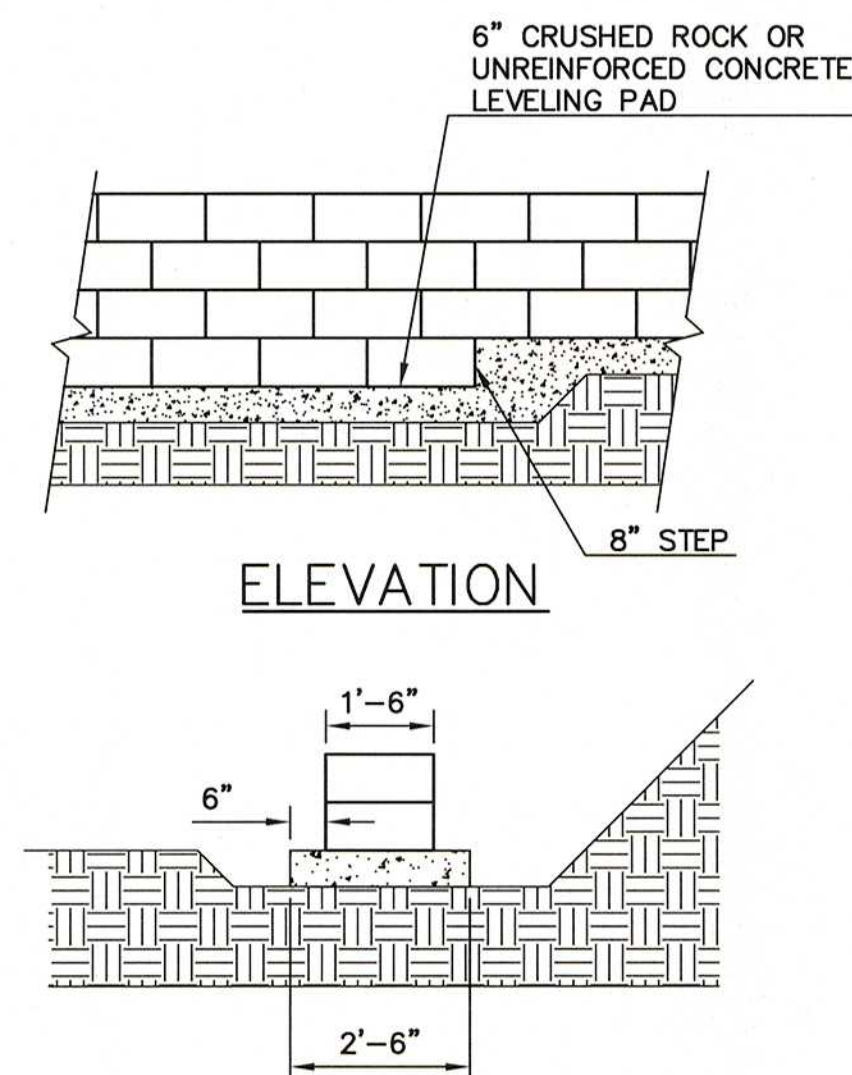 6” CRUSHED ROCK OR
UNREINFORCED CONCRETE
LEVELING PAD
8” STEP
ELEVATION
1’-6”
6”
2’-6”